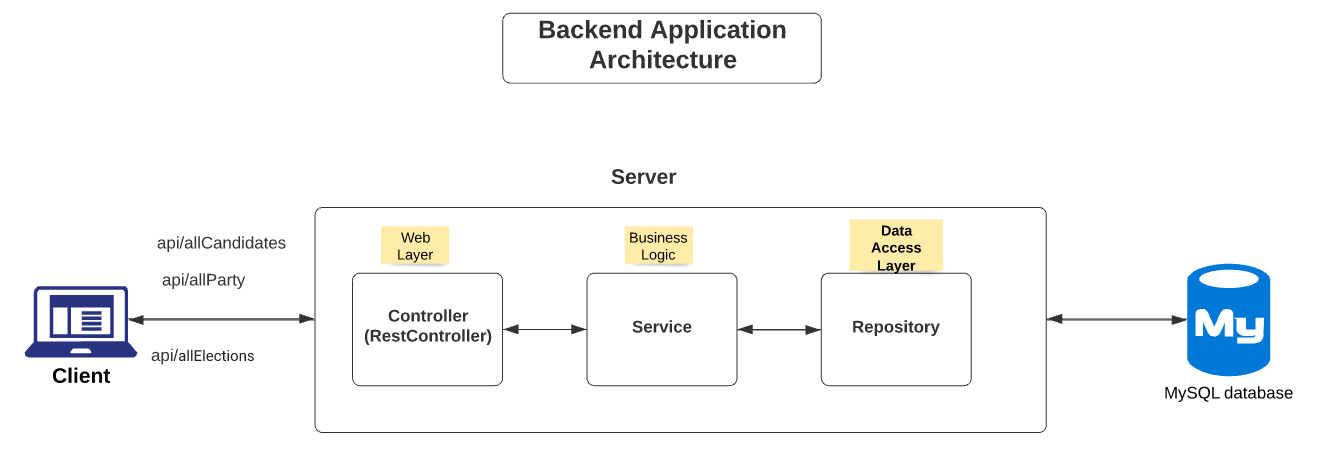 Backend Application
Architecture
Server
api/allCandidates
api/allParty
api/allElections
Client
Web
Layer
Controller
(RestController)
Business
Logic
Service
Data
Access
Layer
Repository
My
MySQL database